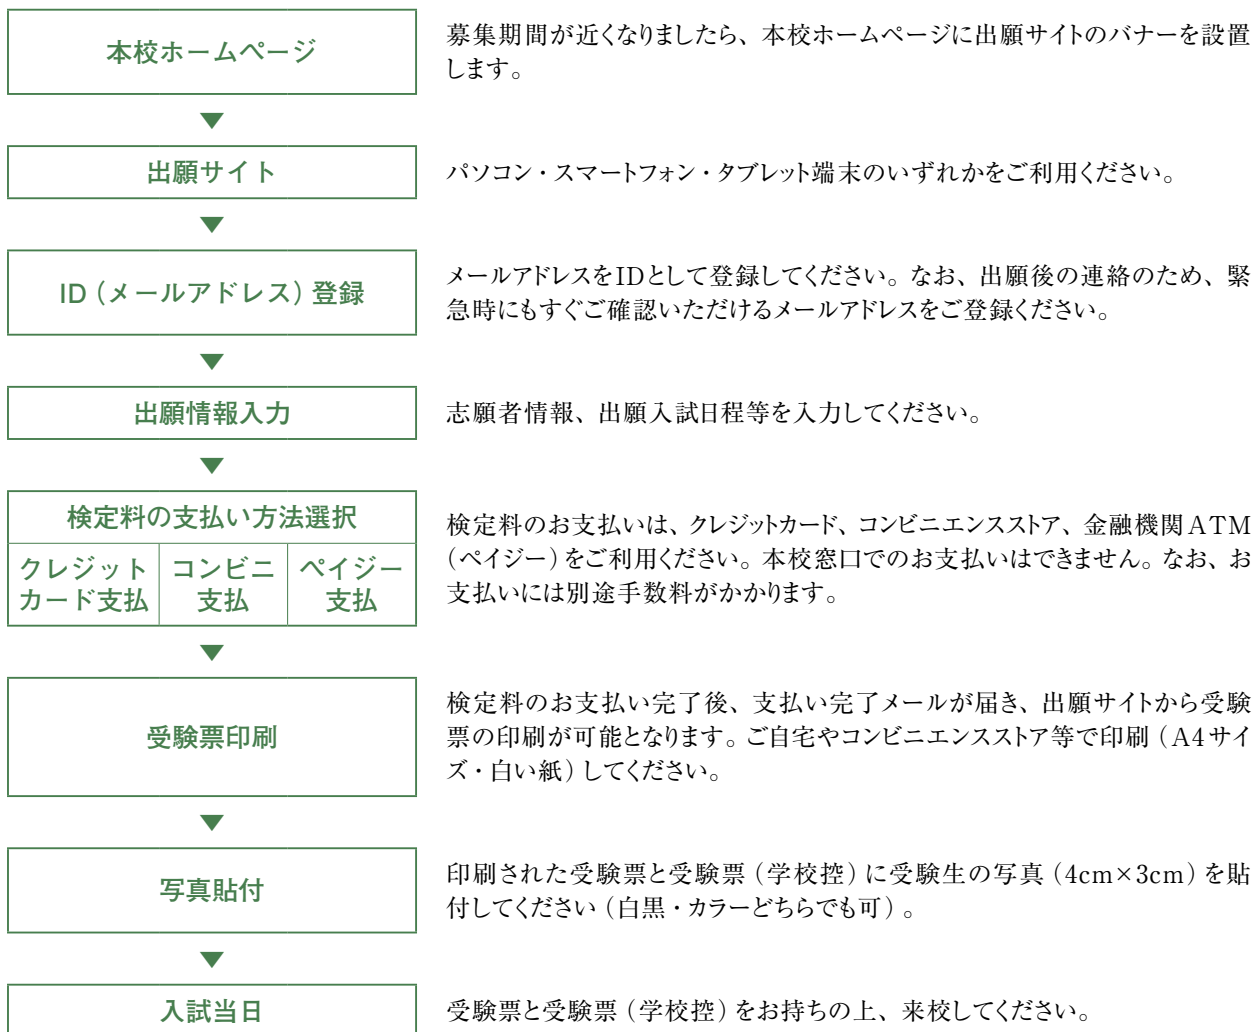 本校ホームページ
募集期間が近くなりましたら、本校ホームページに出願サイトのバナーを設置
します。
▼
出願サイト
パソコン・スマートフォン・タブレット端末のいずれかをご利用ください。
▼
ID（メールアドレス）登録
メールアドレスをIDとして登録してください。なお、出願後の連絡のため、緊
急時にもすぐご確認いただけるメールアドレスをご登録ください。
▼
出願情報入力
志願者情報、出願入試日程等を入力してください。
▼
検定料の支払い方法選択
クレジット
カード支払
コンビニ
支払
ペイジー
支払
検定料のお支払いは、クレジットカード、コンビニエンスストア、金融機関ATM
（ペイジー）をご利用ください。本校窓口でのお支払いはできません。なお、お
支払いには別途手数料がかかります。
▼
受験票印刷
検定料のお支払い完了後、支払い完了メールが届き、出願サイトから受験
票の印刷が可能となります。ご自宅やコンビニエンスストア等で印刷（A4サイ
ズ・白い紙）してください。
▼
写真貼付
印刷された受験票と受験票（学校控）に受験生の写真（4cm×3cm）を貼
付してください（白黒・カラーどちらでも可）。
▼
入試当日
受験票と受験票（学校控）をお持ちの上、来校してください。